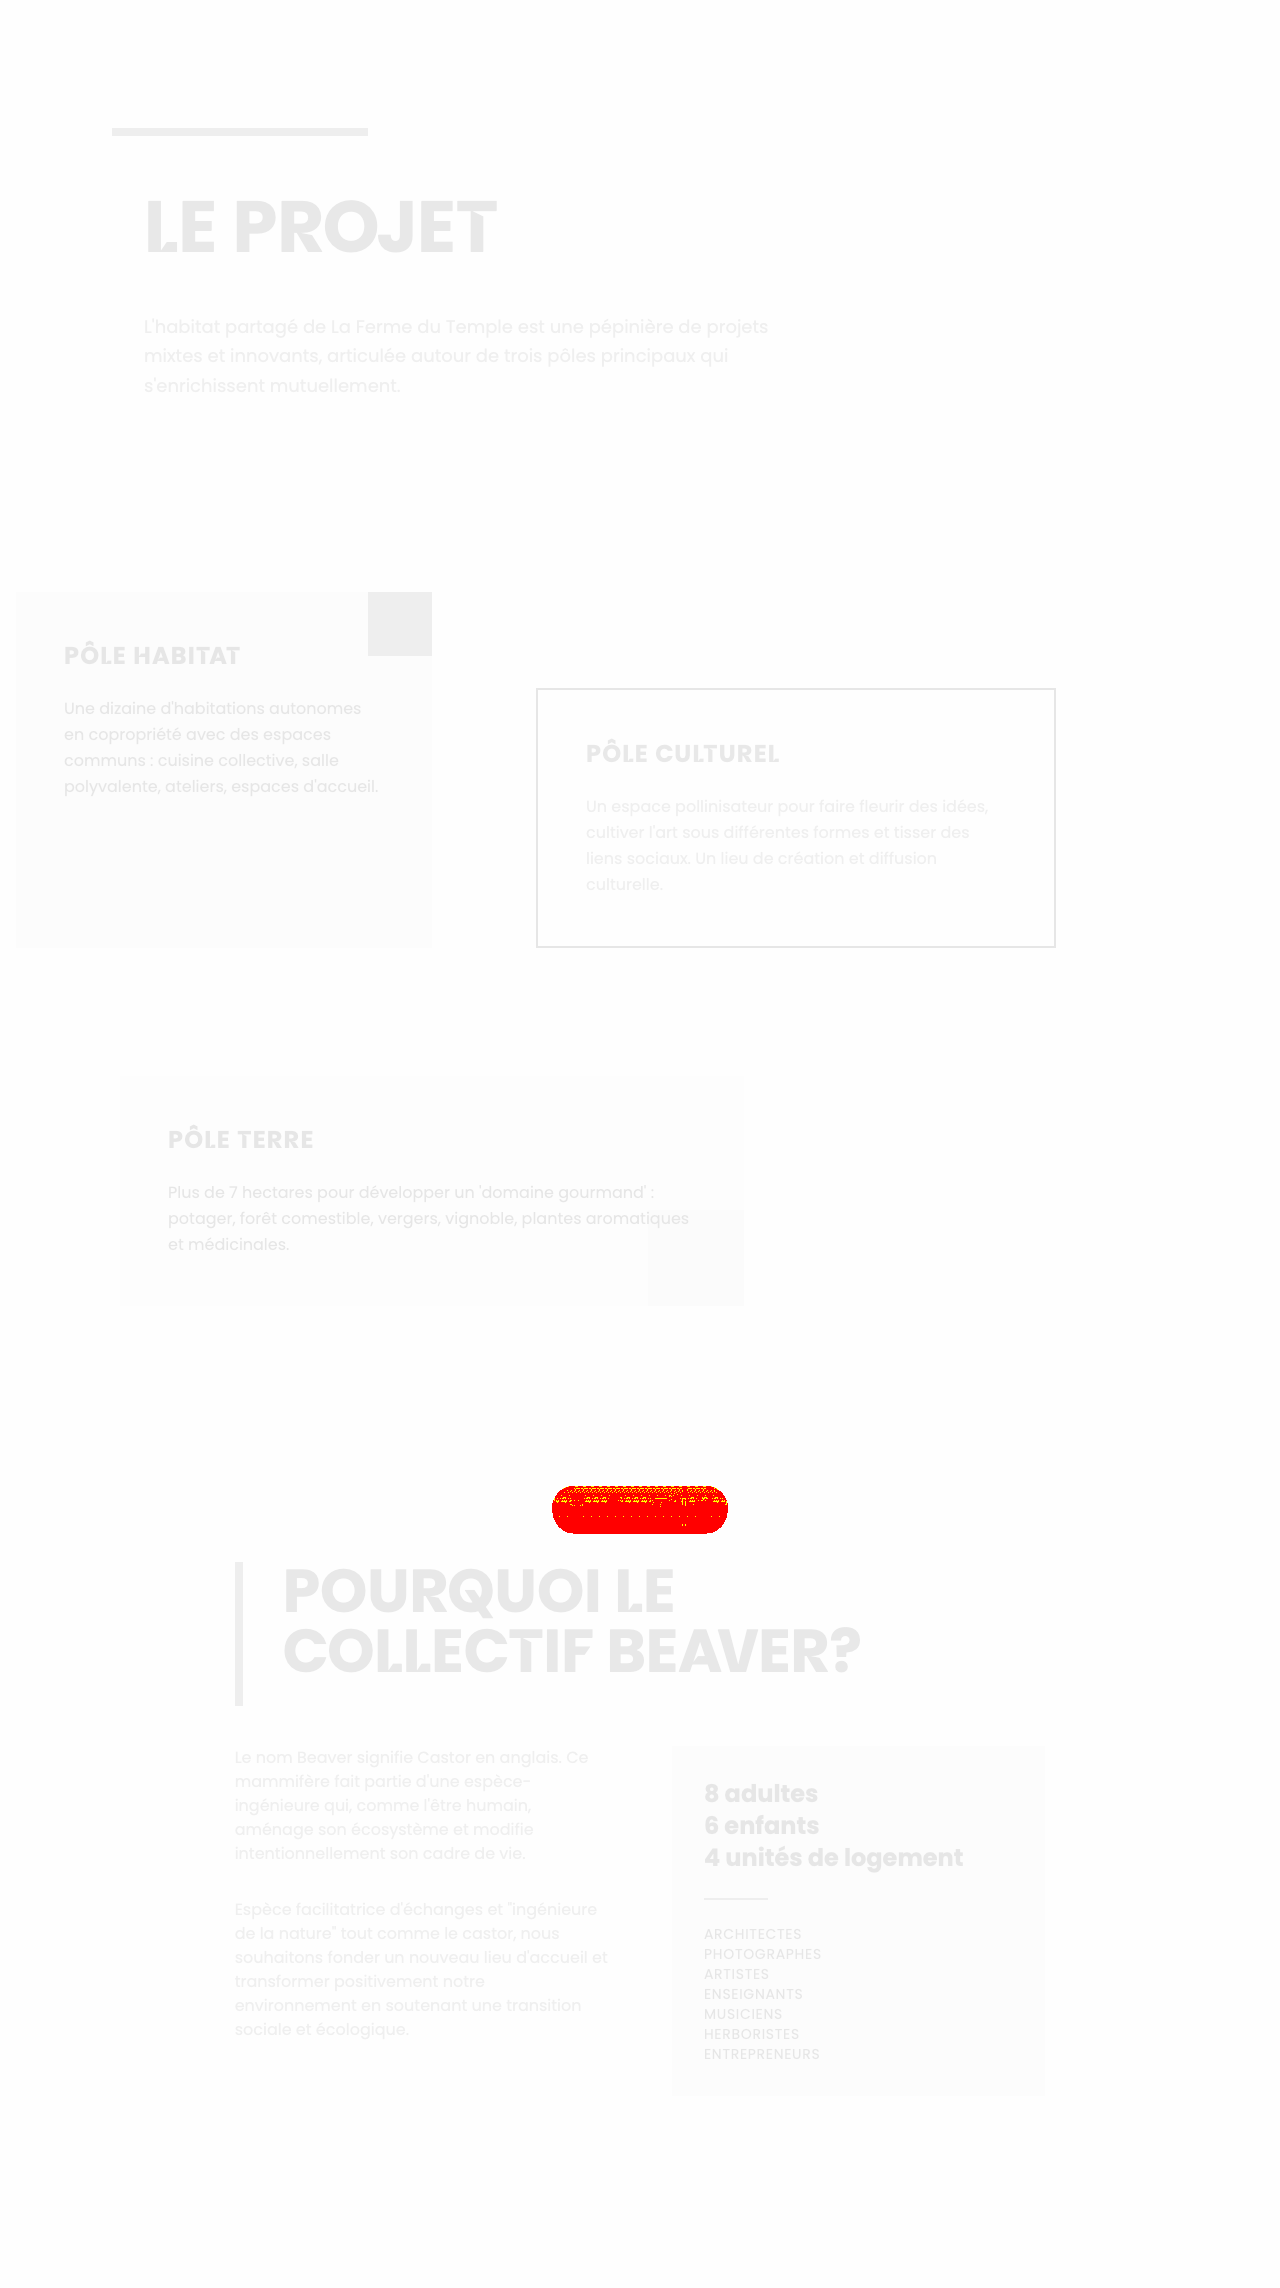 LE PROJET
L'habitat partagé de La Ferme du Temple est une pépinière de projets
mixtes et innovants, articulée autour de trois pôles principaux qui
s'enrichissent mutuellement.
PÔLE HABITAT
Une dizaine d'habitations autonomes
en copropriété avec des espaces
communs : cuisine collective, salle
polyvalente, ateliers, espaces d'accueil.
PÔLE CULTUREL
Un espace pollinisateur pour faire fleurir des idées,
cultiver l'art sous différentes formes et tisser des
liens sociaux. Un lieu de création et diffusion
culturelle.
PÔLE TERRE
Plus de 7 hectares pour développer un 'domaine gourmand' :
potager, forêt comestible, vergers, vignoble, plantes aromatiques
et médicinales.
POURQUOI LE
COLLECTIF BEAVER?
Le nom Beaver signifie Castor en anglais. Ce
mammifère fait partie d'une espèce-
ingénieure qui, comme l'être humain,
aménage son écosystème et modifie
intentionnellement son cadre de vie.
Espèce facilitatrice d'échanges et "ingénieure
de la nature" tout comme le castor, nous
souhaitons fonder un nouveau lieu d'accueil et
transformer positivement notre
environnement en soutenant une transition
sociale et écologique.
8 adultes
6 enfants
4 unités de logement
ARCHITECTES
PHOTOGRAPHES
ARTISTES
ENSEIGNANTS
MUSICIENS
HERBORISTES
ENTREPRENEURS